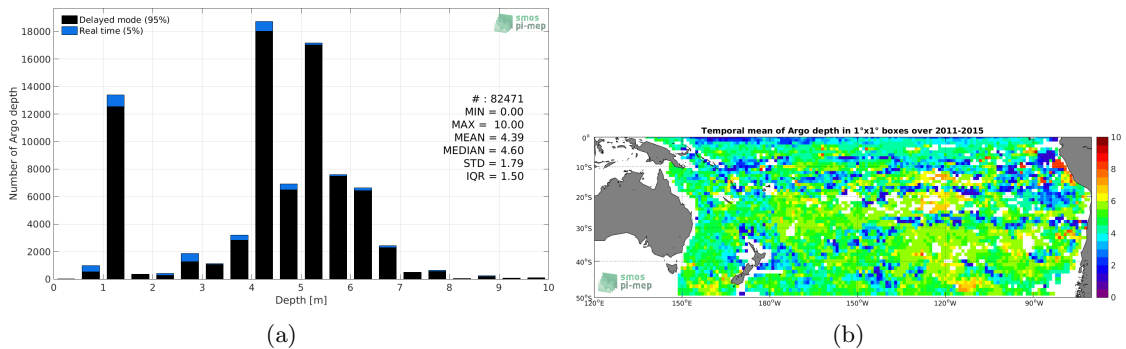 Delayed mode (95%)
Real time (5%)
smos
pi-mep
18000
16000
14000
12000
10000
8000
6000
4000
2000
0
Number of Argo depth
# : 82471
MIN = 0.00
MAX = 10.00
MEAN = 4.39
MEDIAN = 4.60
STD = 1.79
IQR = 1.50
0 1 2 3 4 5 6 7 8 9 10
Depth [m]
(a)
Temporal mean of Argo depth in 1°x1° boxes over 2011-2015
0°
10°S
20°S
30°S
40°S
50°S
120°E 150°E 180°W 150°W 120°W 90°W
smos
pi-mep
10
8
6
4
2
0
(b)